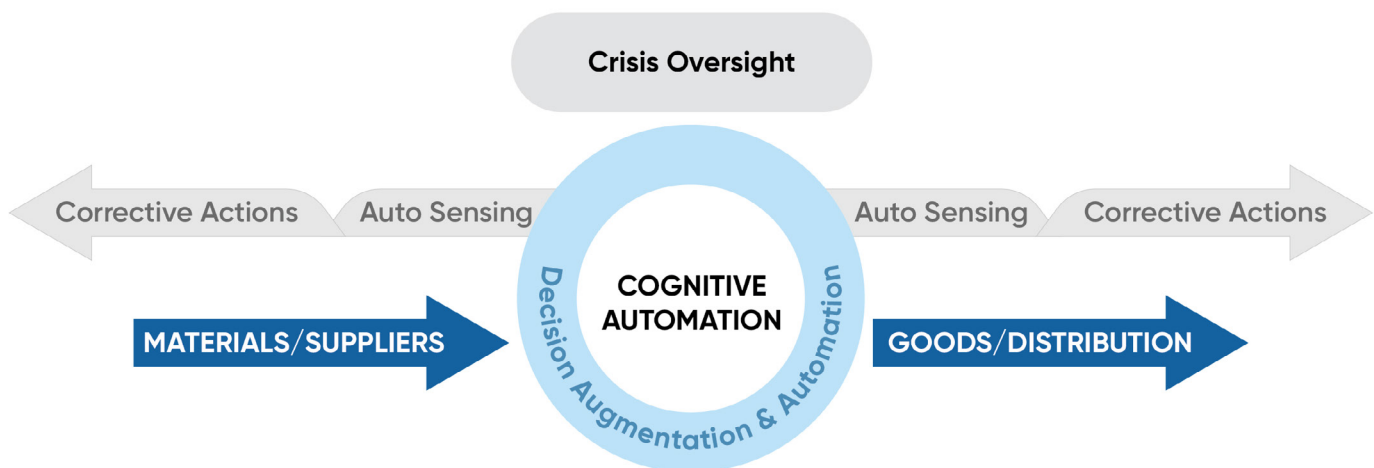 Crisis Oversight
Corrective Actions
Auto Sensing
Auto Sensing
Corrective Actions
COGNITIVE
AUTOMATION
Decision Augmentation & Automation
MATERIALS/SUPPLIERS
GOODS/DISTRIBUTION